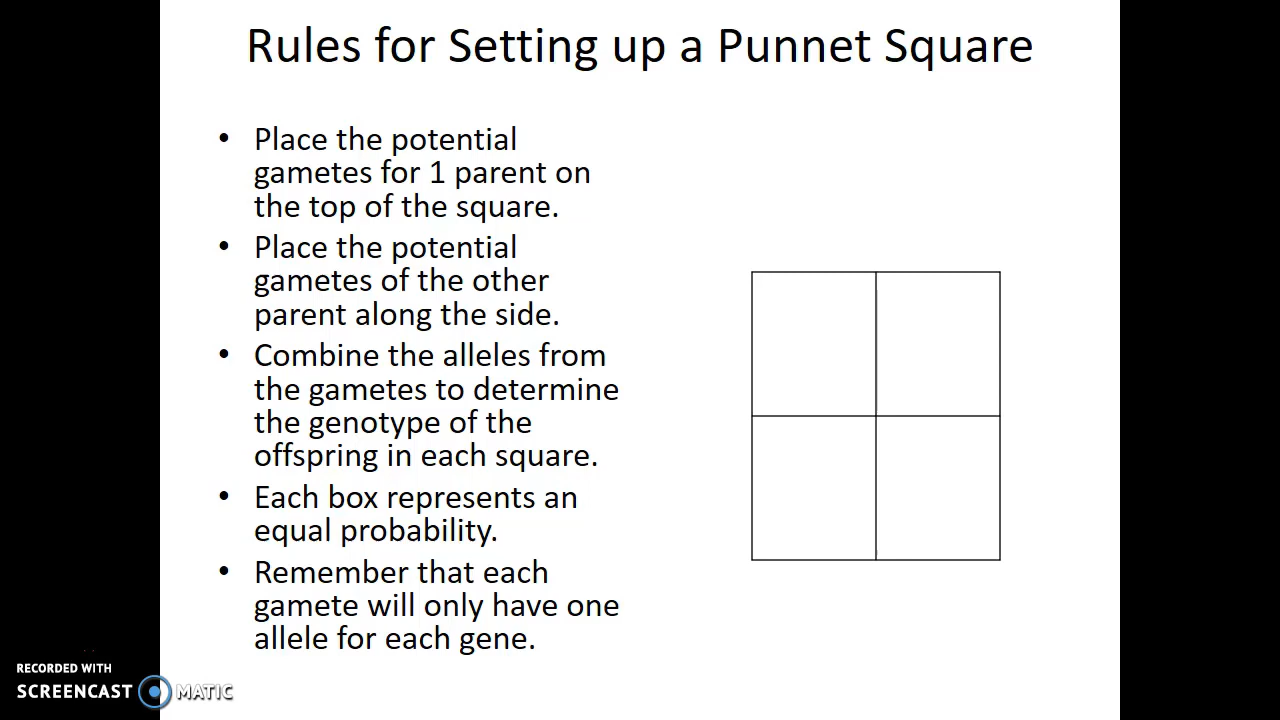 Rules for Setting up a Punnet Square
• Place the potential
gametes for 1 parent on
the top of the square.
• Place the potential
gametes of the other
parent along the side.
• Combine the alleles from
the gametes to determine
the genotype of the
offspring in each square.
• Each box represents an
equal probability.
• Remember that each
gamete will only have one
allele for each gene.
RECORDED WITH
SCREENCAST MATIC